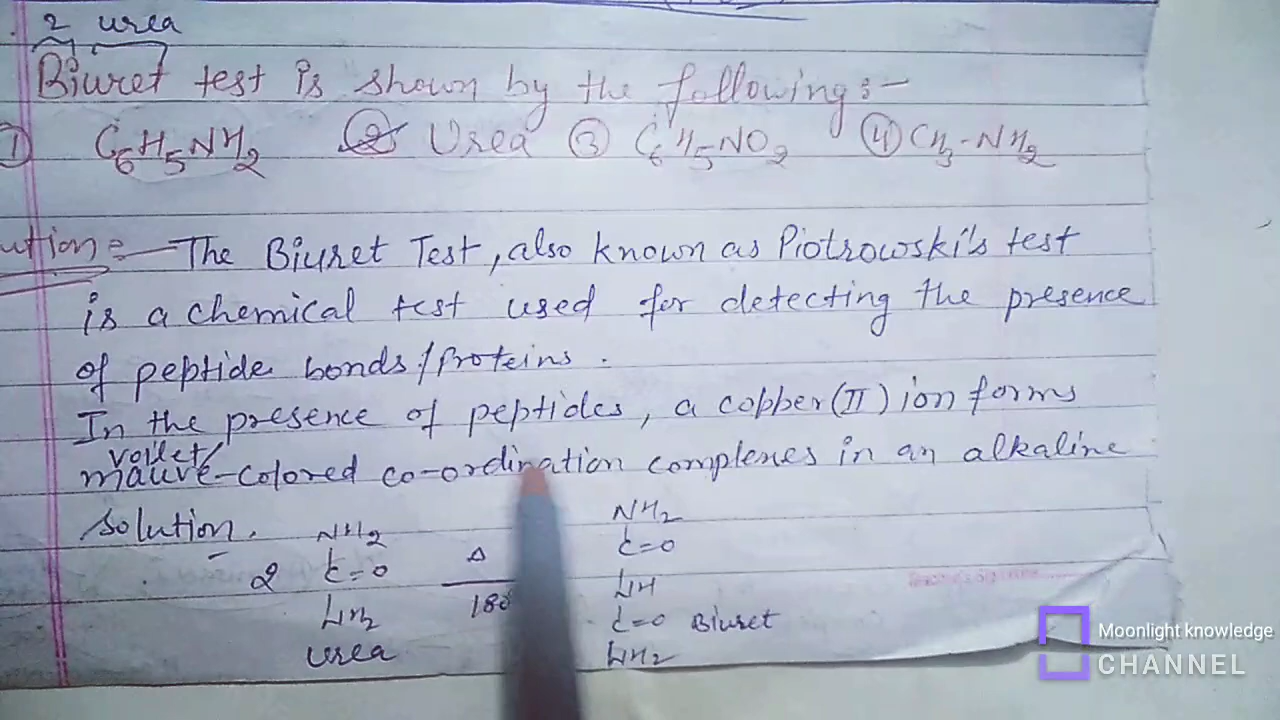 2 urea
Biuret test is shown by the following:-
1) C6H5NH2 (2) Urea (3) C6H5NO2 (4) CH3-NH2
ution:- The Biuret Test, also known as Piotrowski's test
is a chemical test used for detecting the presence
of peptide bonds/proteins.
In the presence of peptides, a copper(II) ion forms
voilet/
mauve-colored co-ordination complexes in an alkaline
solution.
NH2 NH2
C=O Δ C=O
2 180 NH
NH2 C=O Biuret
urea NH2
Moonlight knowledge
CHANNEL